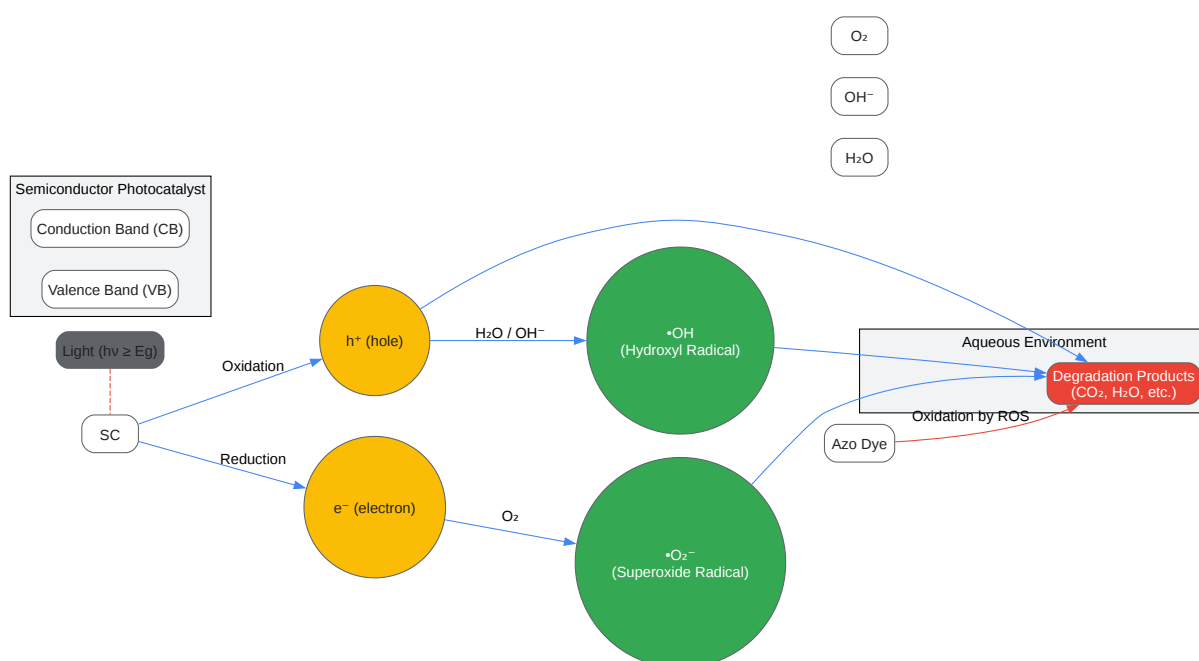 O₂
OH⁻
H₂O
Semiconductor Photocatalyst
Conduction Band (CB)
Valence Band (VB)
Light (hν ≥ Eg)
SC
Oxidation
Reduction
h⁺ (hole)
e⁻ (electron)
H₂O / OH⁻
O₂
•OH
(Hydroxyl Radical)
•O₂⁻
(Superoxide Radical)
Aqueous Environment
Degradation Products
(CO₂, H₂O, etc.)
Oxidation by ROS
Azo Dye